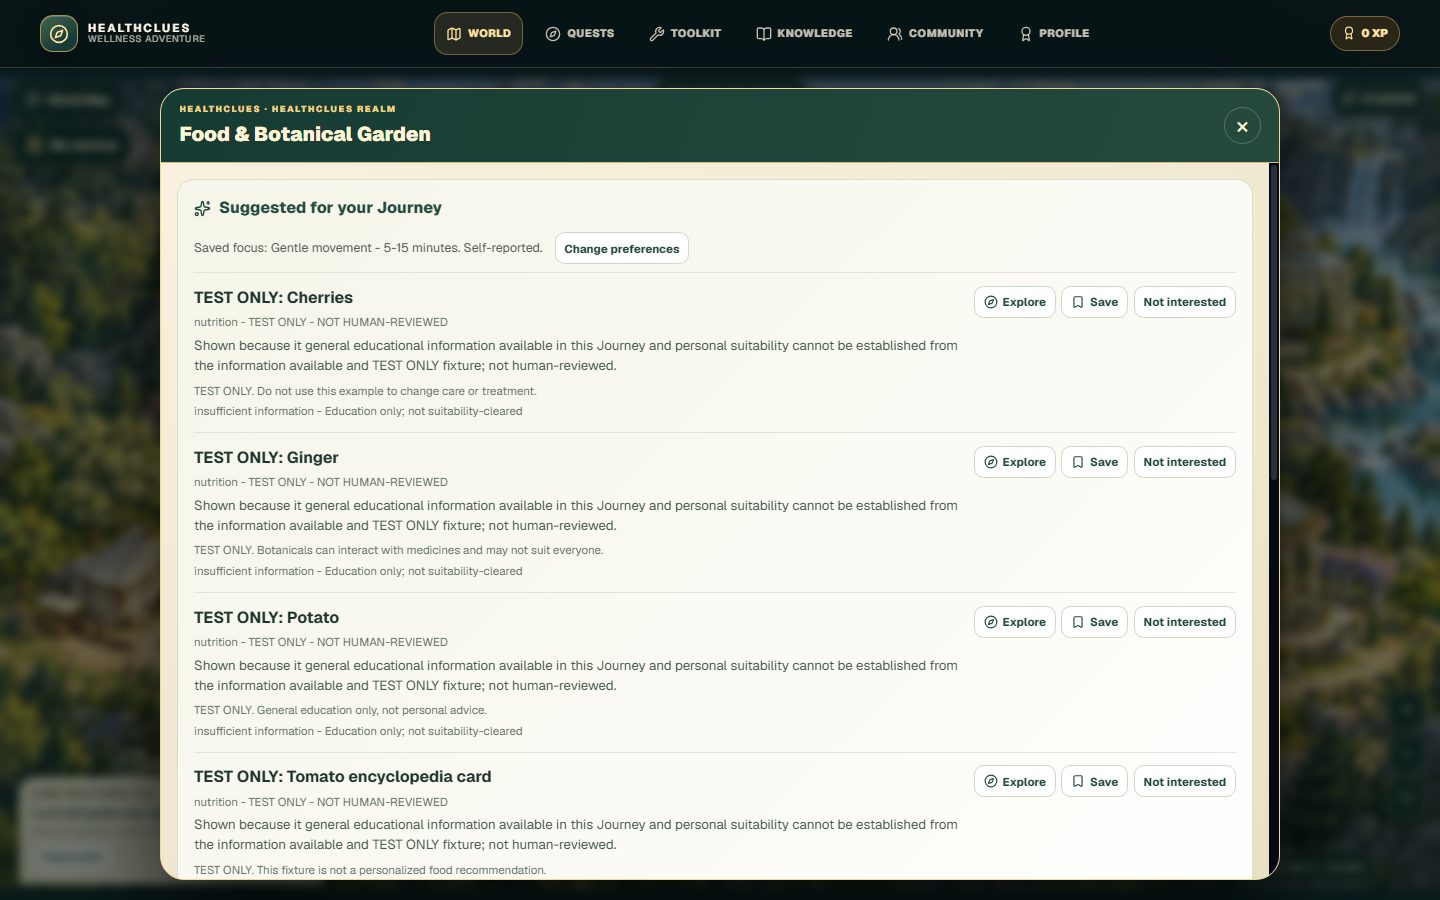 HEALTHCLUES
WELLNESS ADVENTURE
WORLD
QUESTS
TOOLKIT
KNOWLEDGE
COMMUNITY
PROFILE
0 XP
HEALTHCLUES · HEALTHCLUES REALM
Food & Botanical Garden
Suggested for your Journey
Saved focus: Gentle movement - 5-15 minutes. Self-reported.
Change preferences
TEST ONLY: Cherries
Explore
Save
Not interested
nutrition - TEST ONLY - NOT HUMAN-REVIEWED
Shown because it general educational information available in this Journey and personal suitability cannot be established from
the information available and TEST ONLY fixture; not human-reviewed.
TEST ONLY. Do not use this example to change care or treatment.
insufficient information - Education only; not suitability-cleared
TEST ONLY: Ginger
Explore
Save
Not interested
nutrition - TEST ONLY - NOT HUMAN-REVIEWED
Shown because it general educational information available in this Journey and personal suitability cannot be established from
the information available and TEST ONLY fixture; not human-reviewed.
TEST ONLY. Botanicals can interact with medicines and may not suit everyone.
insufficient information - Education only; not suitability-cleared
TEST ONLY: Potato
Explore
Save
Not interested
nutrition - TEST ONLY - NOT HUMAN-REVIEWED
Shown because it general educational information available in this Journey and personal suitability cannot be established from
the information available and TEST ONLY fixture; not human-reviewed.
TEST ONLY. General education only, not personal advice.
insufficient information - Education only; not suitability-cleared
TEST ONLY: Tomato encyclopedia card
Explore
Save
Not interested
nutrition - TEST ONLY - NOT HUMAN-REVIEWED
Shown because it general educational information available in this Journey and personal suitability cannot be established from
the information available and TEST ONLY fixture; not human-reviewed.
TEST ONLY. This fixture is not a personalized food recommendation.